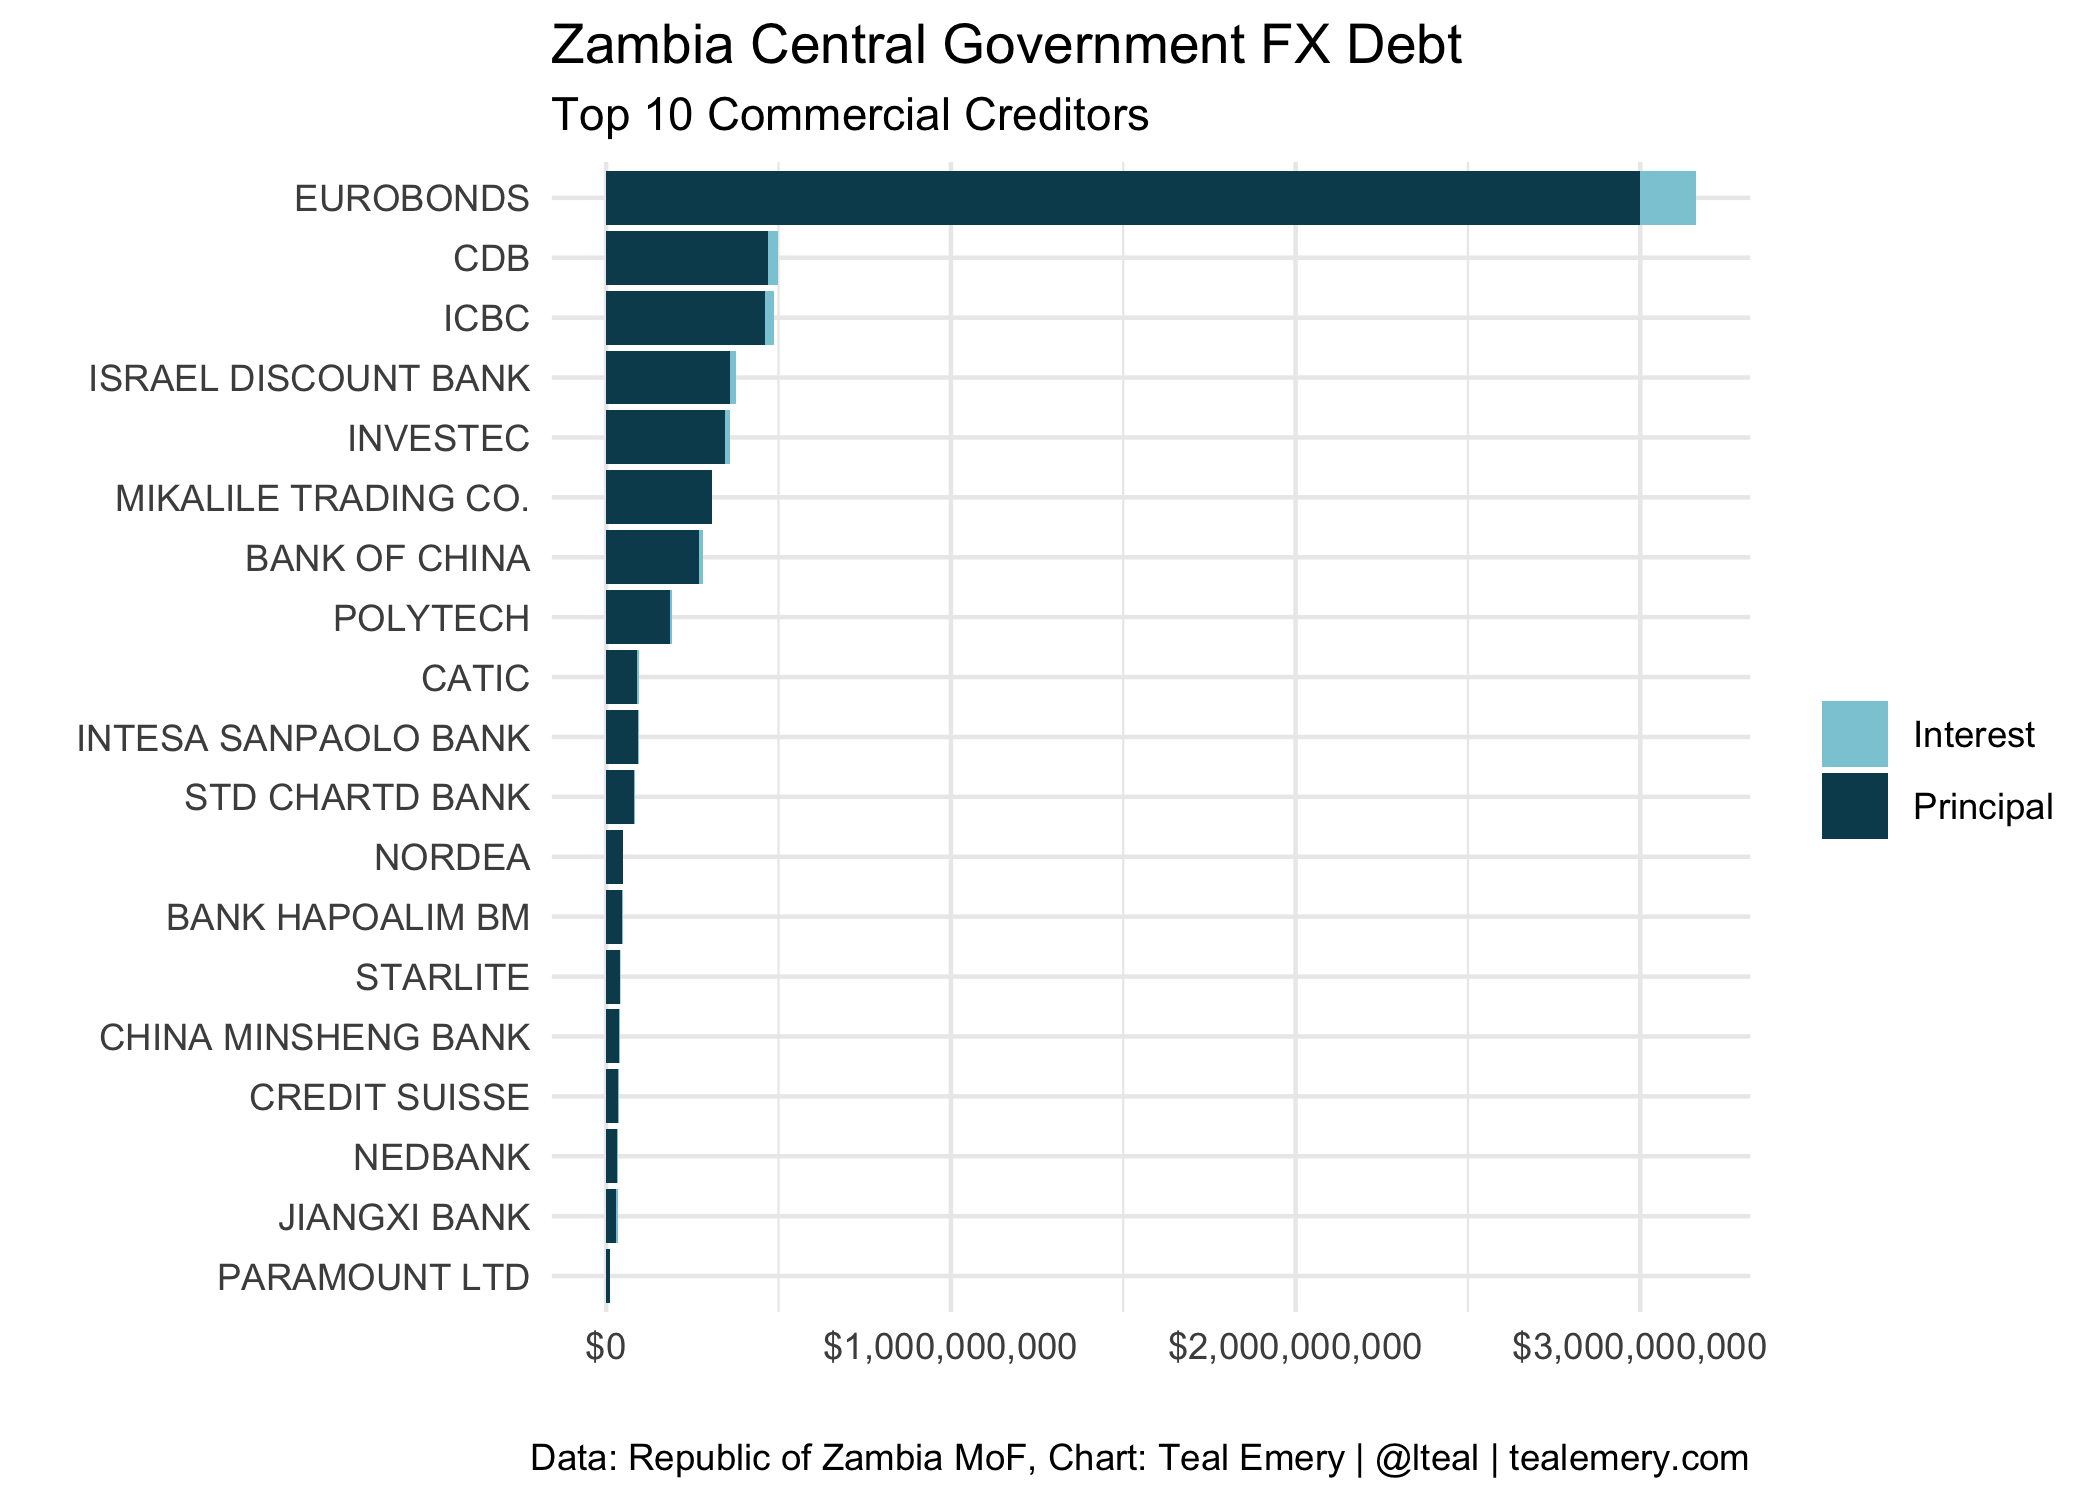 Zambia Central Government FX Debt
Top 10 Commercial Creditors
EUROBONDS
CDB
ICBC
ISRAEL DISCOUNT BANK
INVESTEC
MIKALILE TRADING CO.
BANK OF CHINA
POLYTECH
CATIC
INTESA SANPAOLO BANK
STD CHARTD BANK
NORDEA
BANK HAPOALIM BM
STARLITE
CHINA MINSHENG BANK
CREDIT SUISSE
NEDBANK
JIANGXI BANK
PARAMOUNT LTD
$0 $1,000,000,000 $2,000,000,000 $3,000,000,000
Interest
Principal
Data: Republic of Zambia MoF, Chart: Teal Emery | @lteal | tealemery.com